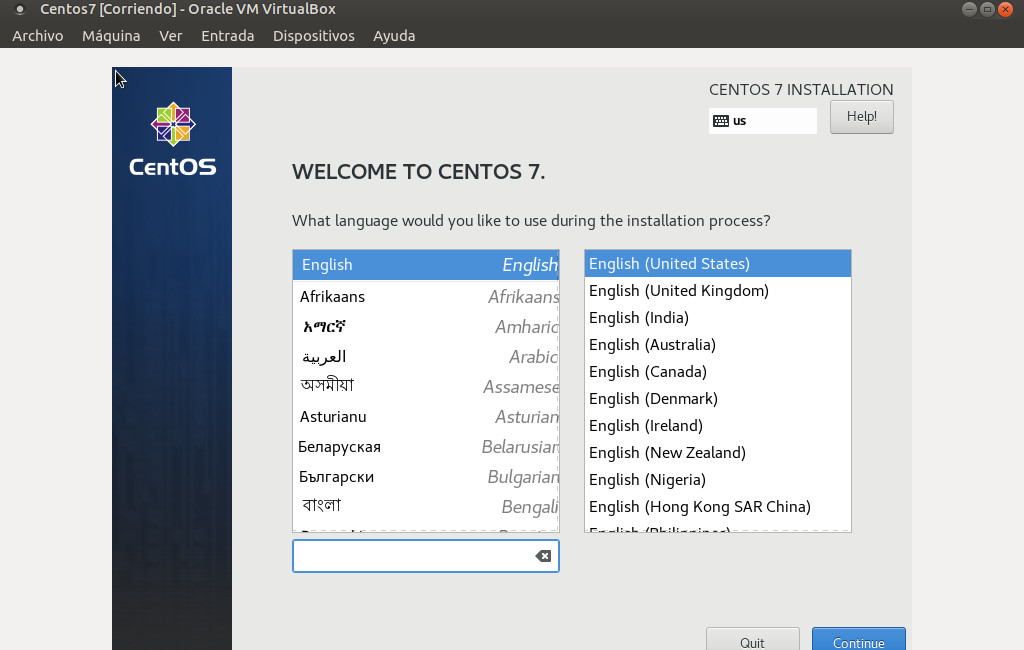 Centos7 [Corriendo] - Oracle VM VirtualBox
Archivo Máquina Ver Entrada Dispositivos Ayuda
CentOS
CENTOS 7 INSTALLATION
us
Help!
WELCOME TO CENTOS 7.
What language would you like to use during the installation process?
English English
Afrikaans Afrikaans
አማርኛ Amharic
العربية Arabic
অসমীয়া Assamese
Asturianu Asturian
Беларуская Belarusian
Български Bulgarian
বাংলা Bengali
English (United States)
English (United Kingdom)
English (India)
English (Australia)
English (Canada)
English (Denmark)
English (Ireland)
English (New Zealand)
English (Nigeria)
English (Hong Kong SAR China)
English (Philippines)
Quit
Continue